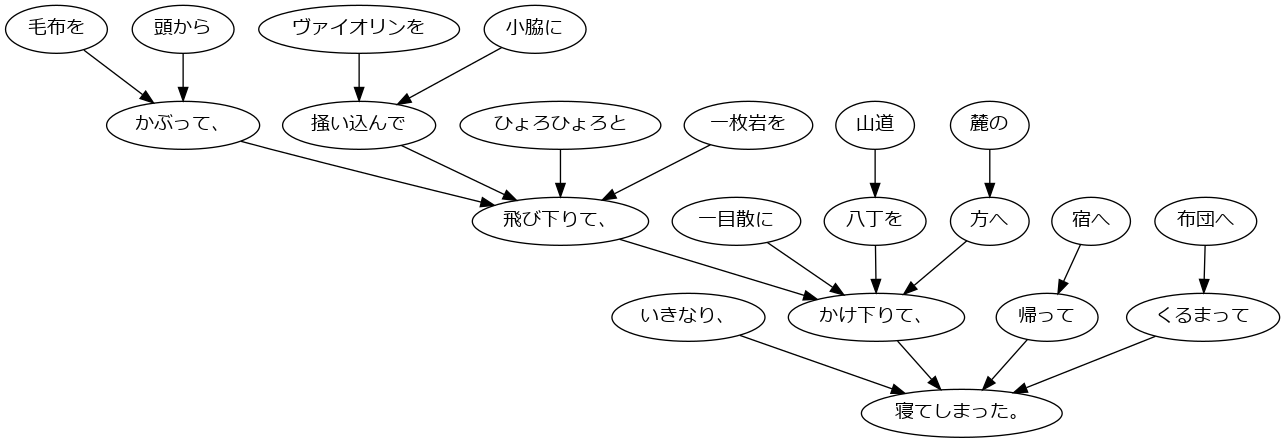 毛布を
頭から
ヴァイオリンを
小脇に
かぶって、
掻い込んで
ひょろひょろと
一枚岩を
山道
麓の
飛び下りて、
一目散に
八丁を
方へ
宿へ
布団へ
いきなり、
かけ下りて、
帰って
くるまって
寝てしまった。